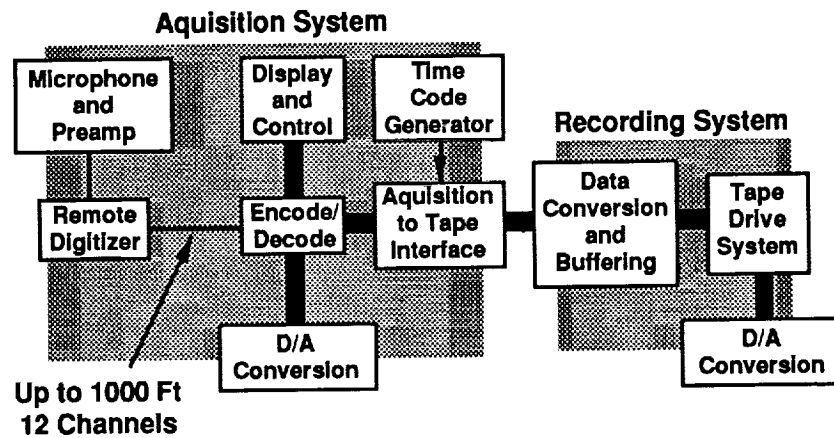 Aquisition System
Microphone
and
Preamp
Display
and
Control
Time
Code
Generator
Recording System
Remote
Digitizer
Encode/
Decode
Aquisition
to Tape
Interface
Data
Conversion
and
Buffering
Tape
Drive
System
D/A
Conversion
D/A
Conversion
Up to 1000 Ft
12 Channels